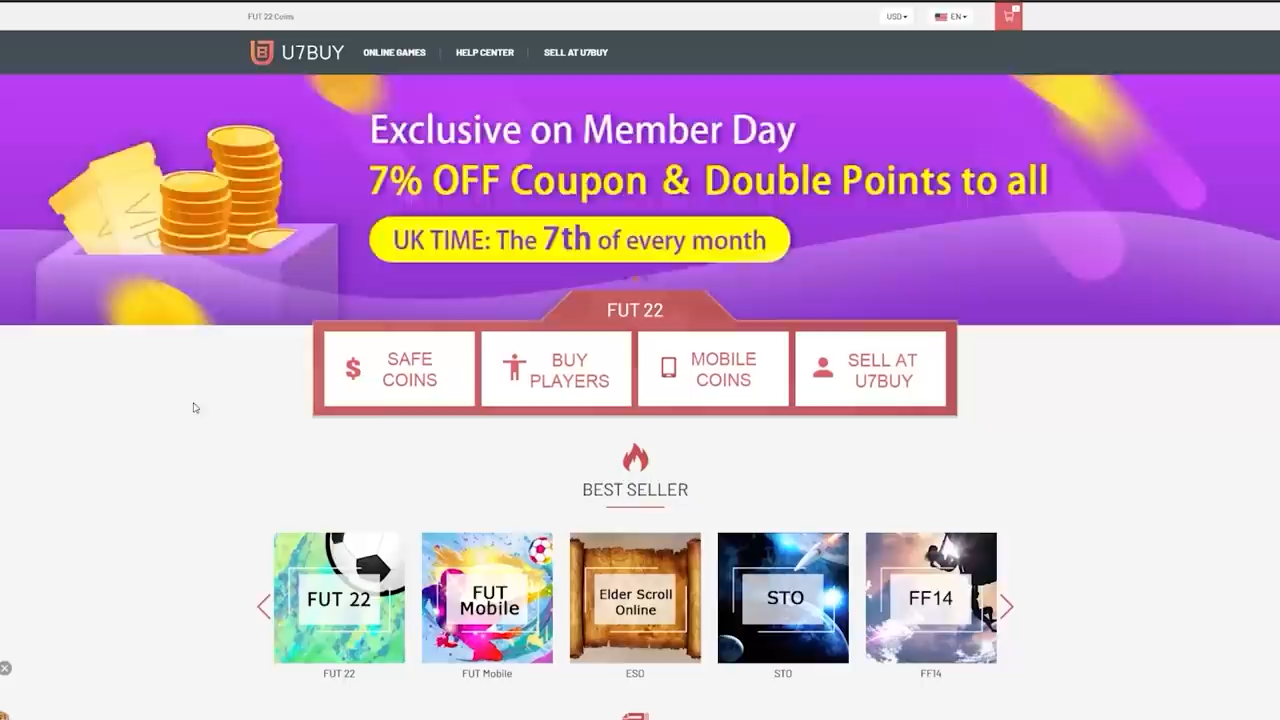 FUT 22 Coins
USD
EN
U7BUY
ONLINE GAMES
HELP CENTER
SELL AT U7BUY
Exclusive on Member Day
7% OFF Coupon & Double Points to all
UK TIME: The 7th of every month
VIP
FUT 22
SAFE
COINS
BUY
PLAYERS
MOBILE
COINS
SELL AT
U7BUY
BEST SELLER
FUT 22
FUT
Mobile
Elder Scroll
Online
STO
FF14
FUT 22
FUT Mobile
ESO
STO
FF14